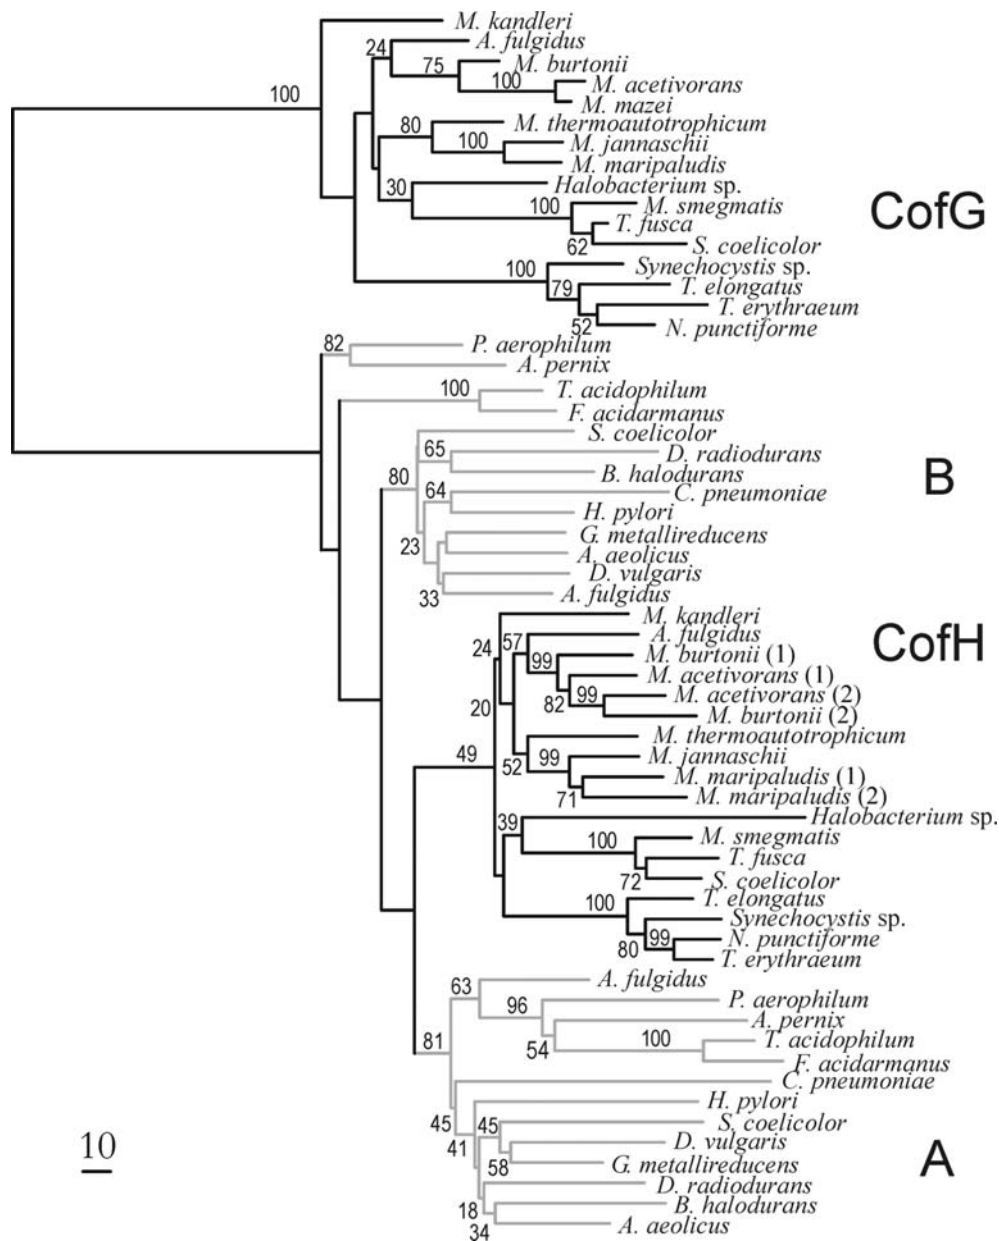 M. kandleri
24 A. fulgidus
75 M. burtonii
100 M. acetivorans
100 M. mazei
80 M. thermoautotrophicum
100 M. jannaschii
M. maripaludis
30 Halobacterium sp.
100 M. smegmatis
CofG
T. fusca
62 S. coelicolor
100 Synechocystis sp.
79 T. elongatus
T. erythraeum
52 N. punctiforme
82 P. aerophilum
A. pernix
100 T. acidophilum
F. acidarmanus
S. coelicolor
65 D. radiodurans
80 B. halodurans
B
64 C. pneumoniae
H. pylori
23 G. metallireducens
A. aeolicus
D. vulgaris
33 A. fulgidus
M. kandleri
24 57 A. fulgidus
CofH
99 M. burtonii (1)
M. acetivorans (1)
82 99 M. acetivorans (2)
20 M. burtonii (2)
M. thermoautotrophicum
49 52 99 M. jannaschii
M. maripaludis (1)
71 M. maripaludis (2)
39 Halobacterium sp.
100 M. smegmatis
T. fusca
72 S. coelicolor
100 T. elongatus
Synechocystis sp.
80 99 N. punctiforme
T. erythraeum
63 A. fulgidus
96 P. aerophilum
A. pernix
81 54 100 T. acidophilum
F. acidarmanus
C. pneumoniae
H. pylori
45 41 45 S. coelicolor
10
D. vulgaris
58 G. metallireducens
A
D. radiodurans
18 B. halodurans
34 A. aeolicus